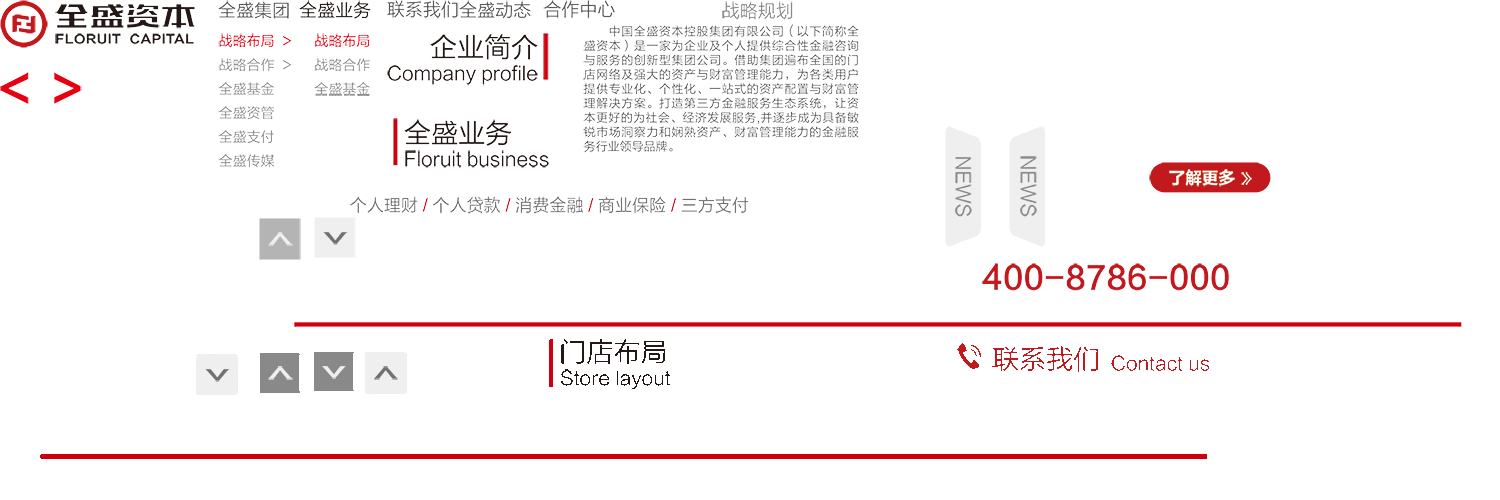 全盛资本
FLORUIT CAPITAL
全盛集团
全盛业务
联系我们
全盛动态
合作中心
战略规划
战略布局 >
战略合作 >
全盛基金
全盛资管
全盛支付
全盛传媒
战略布局
战略合作
全盛基金
< >
企业简介
Company profile
中国全盛资本控股集团有限公司（以下简称全
盛资本）是一家为企业及个人提供综合性金融咨询
与服务的创新型集团公司。借助集团遍布全国的门
店网络及强大的资产与财富管理能力，为各类用户
提供专业化、个性化、一站式的资产配置与财富管
理解决方案。打造第三方金融服务生态系统，让资
本更好的为社会、经济发展服务,并逐步成为具备敏
锐市场洞察力和娴熟资产、财富管理能力的金融服
务行业领导品牌。
全盛业务
Floruit business
个人理财 / 个人贷款 / 消费金融 / 商业保险 / 三方支付
NEWS
NEWS
了解更多 》
400-8786-000
门店布局
Store layout
联系我们 Contact us